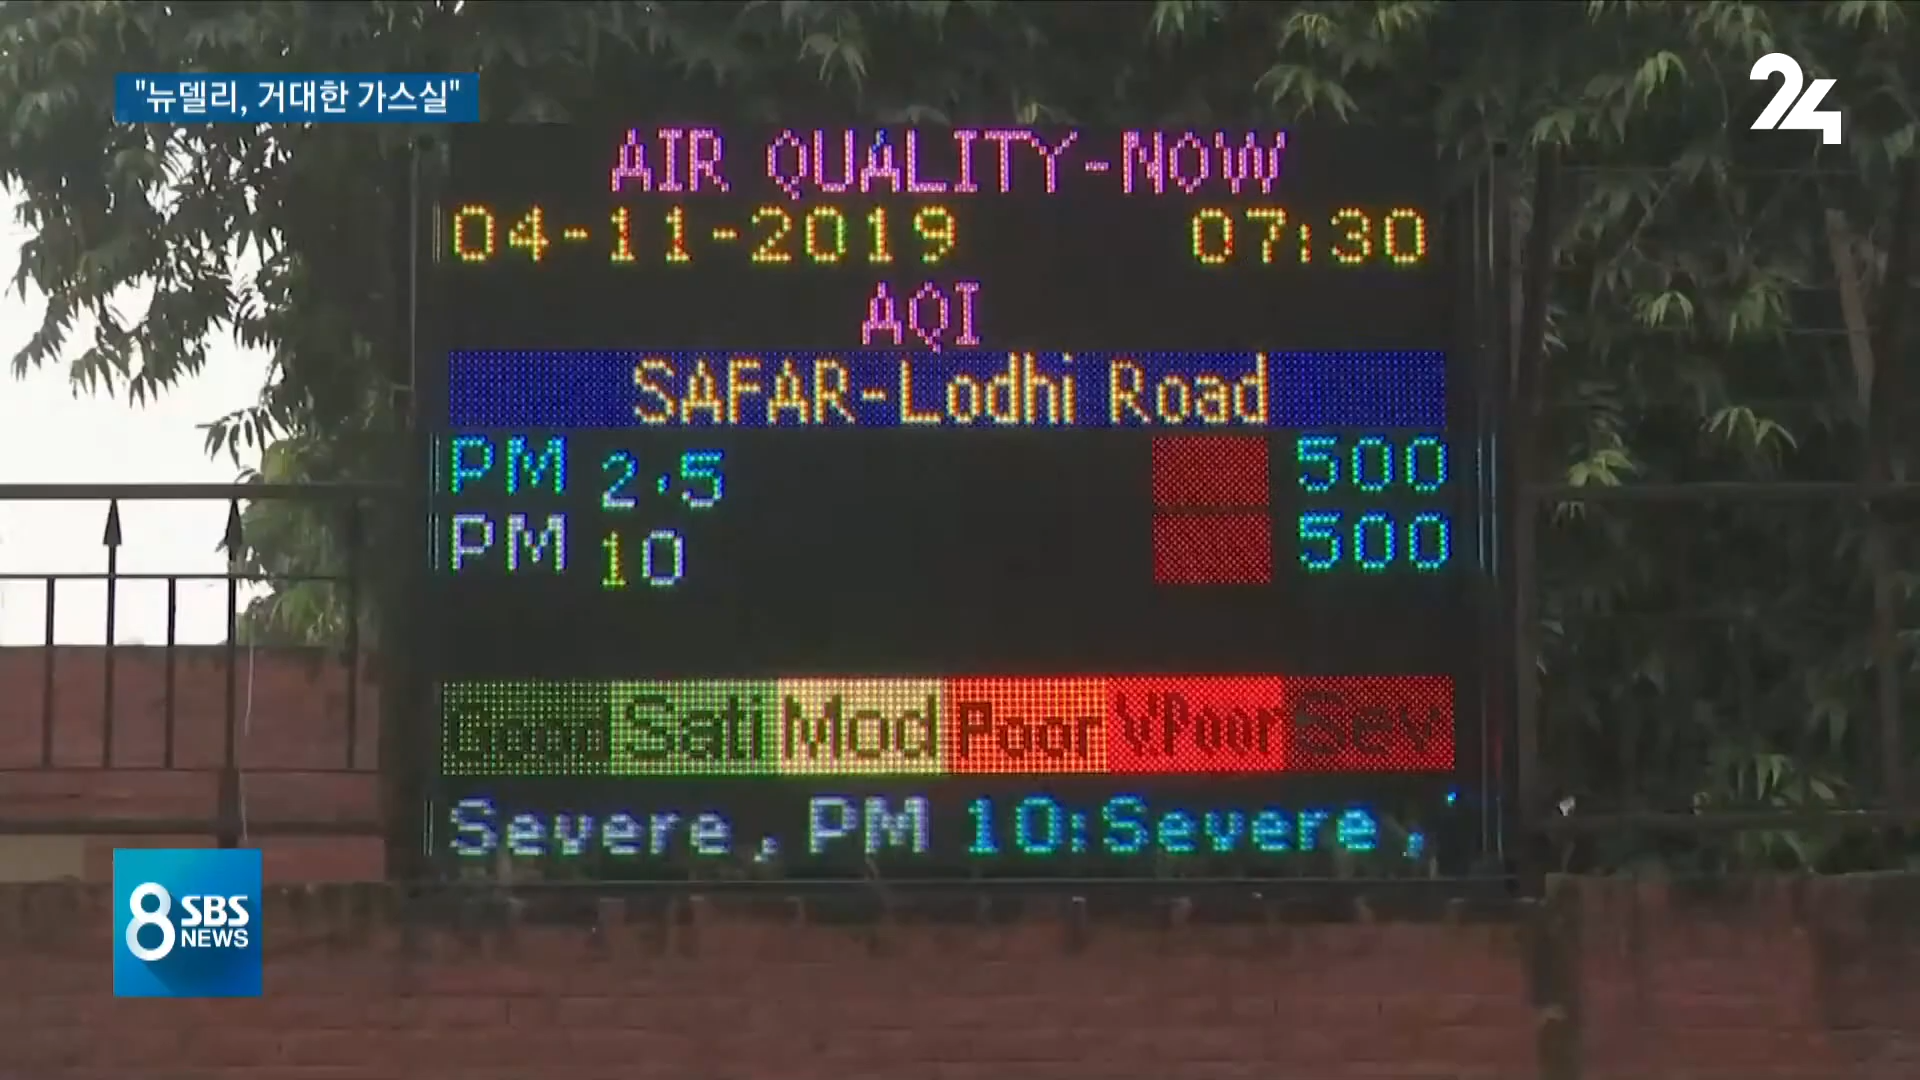 "뉴델리, 거대한 가스실"
24
AIR QUALITY-NOW
04-11-2019 07:30
AQI
SAFAR-Lodhi Road
PM 2.5 500
PM 10 500
Good Sati Mod Poor VPoor Sev
Severe, PM 10:Severe,
8 SBS
NEWS